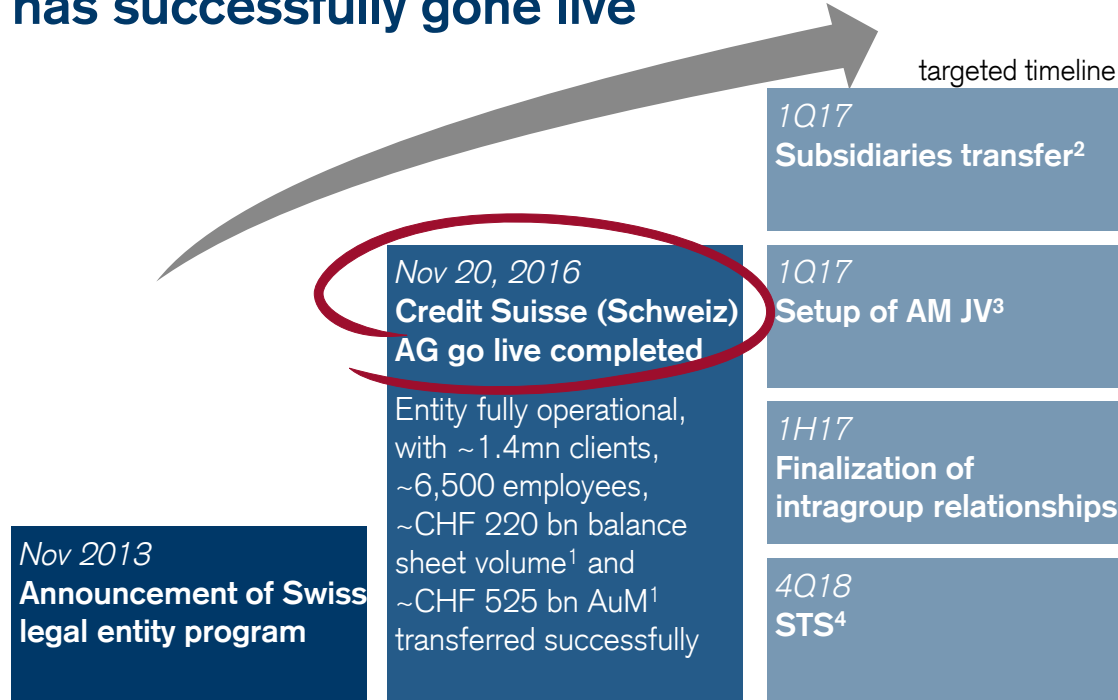 has successfully gone live
targeted timeline
1Q17
Subsidiaries transfer²
Nov 20, 2016
Credit Suisse (Schweiz)
AG go live completed
Entity fully operational,
with ~1.4mn clients,
~6,500 employees,
~CHF 220 bn balance
sheet volume¹ and
~CHF 525 bn AuM¹
transferred successfully
1Q17
Setup of AM JV³
1H17
Finalization of
intragroup relationships
Nov 2013
Announcement of Swiss
legal entity program
4Q18
STS⁴